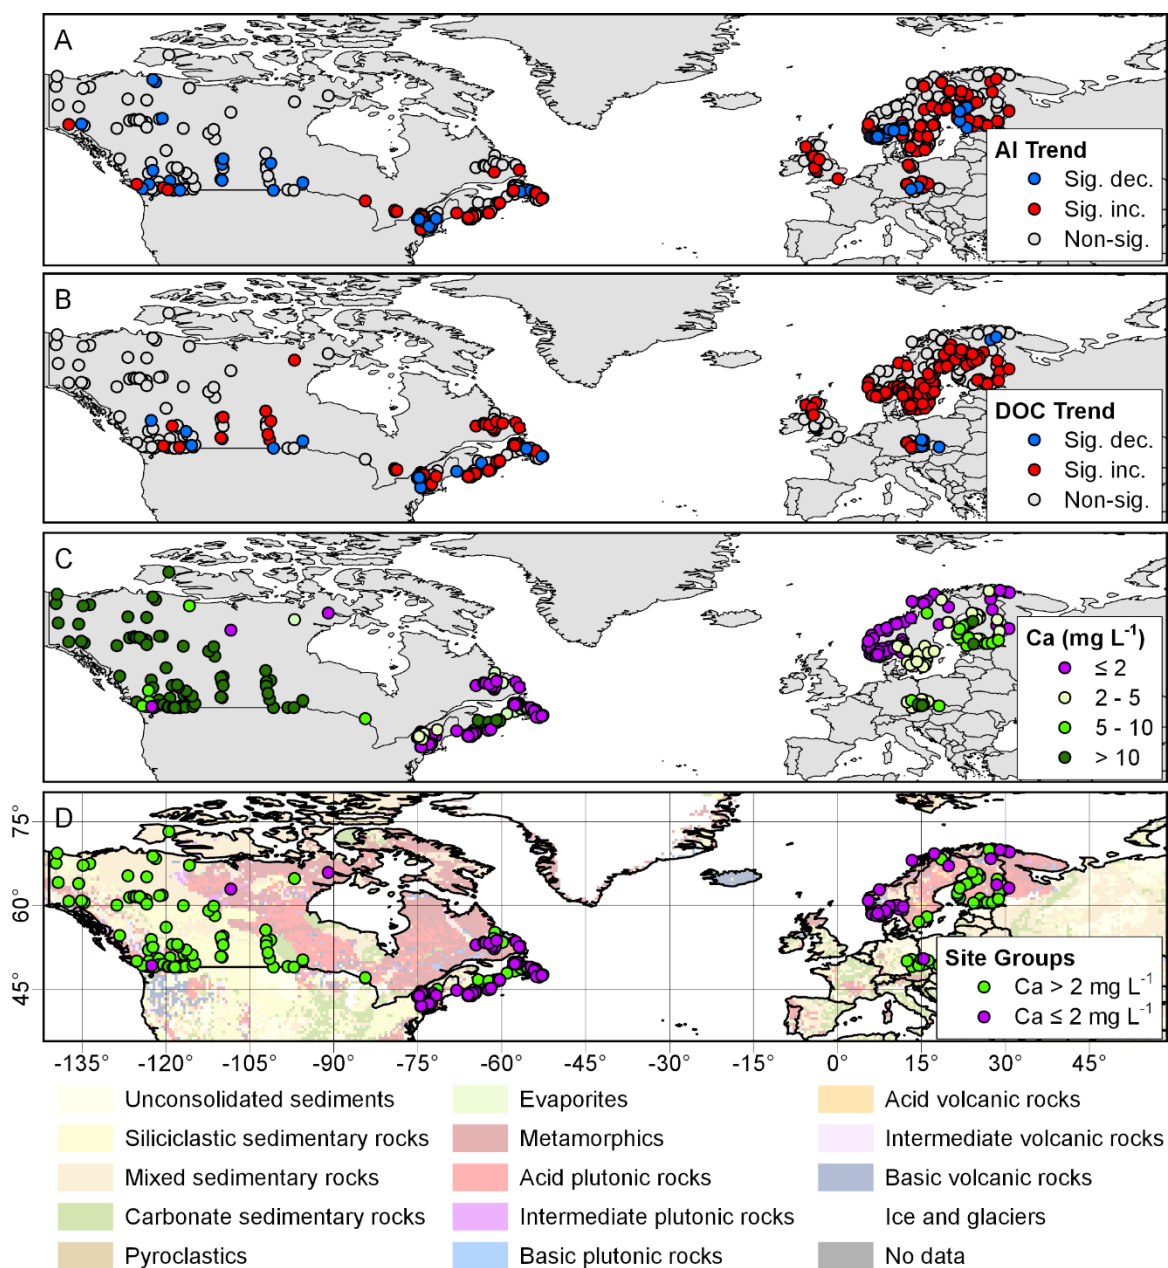 A
Al Trend
Sig. dec.
Sig. inc.
Non-sig.
B
DOC Trend
Sig. dec.
Sig. inc.
Non-sig.
C
Ca (mg L⁻¹)
≤ 2
2 - 5
5 - 10
> 10
D
75°
60°
45°
Site Groups
Ca > 2 mg L⁻¹
Ca ≤ 2 mg L⁻¹
-135 -120 -105 -90 -75 -60 -45 -30 -15 0 15 30 45
Unconsolidated sediments
Siliciclastic sedimentary rocks
Mixed sedimentary rocks
Carbonate sedimentary rocks
Pyroclastics
Evaporites
Metamorphics
Acid plutonic rocks
Intermediate plutonic rocks
Basic plutonic rocks
Acid volcanic rocks
Intermediate volcanic rocks
Basic volcanic rocks
Ice and glaciers
No data